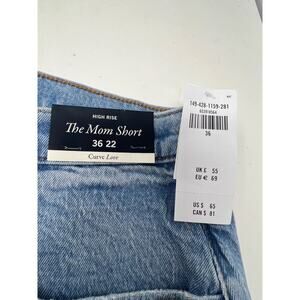 HIGH RISE
The Mom Short
36 22
Curve Love
149-428-1159-281
36
UK £ 55
EU € 69
US $ 65
CAN $ 81